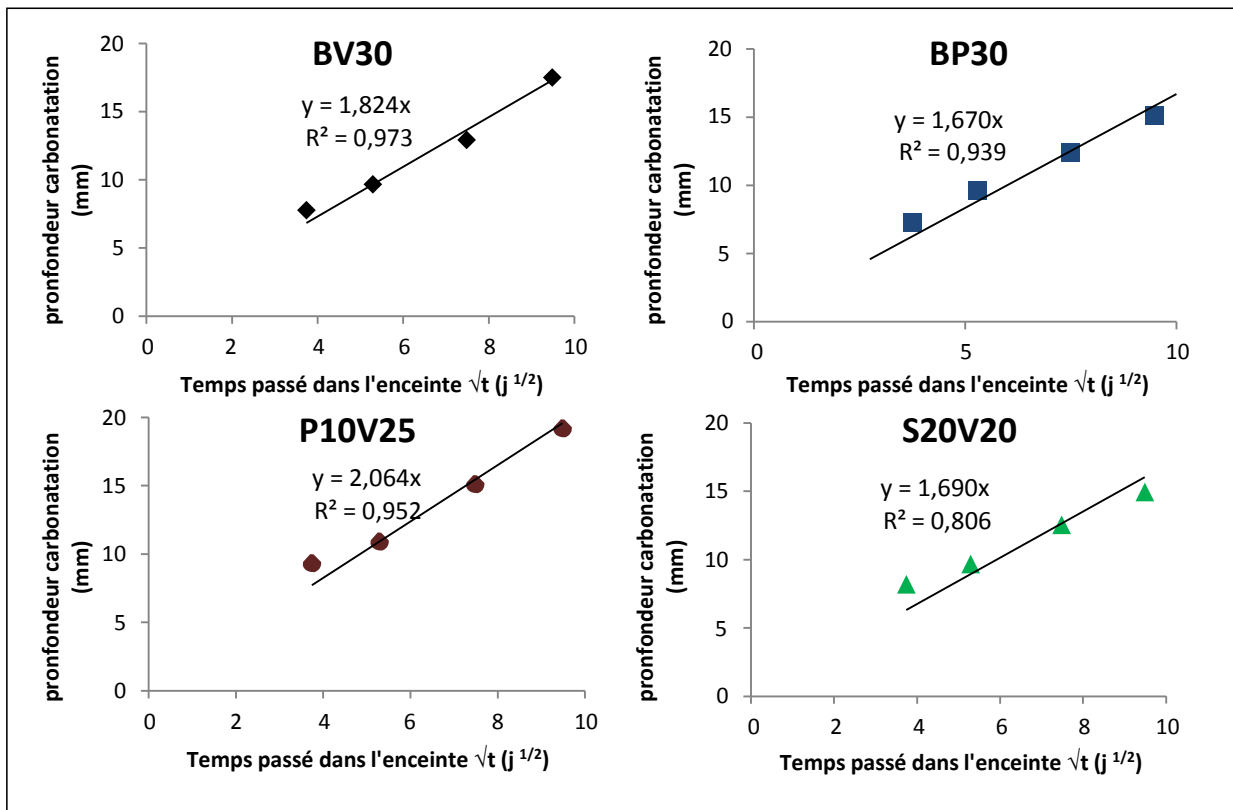 BV30
y = 1,824x
R² = 0,973
20
15
10
5
0
0 2 4 6 8 10
pronfondeur carbonatation
(mm)
Temps passé dans l'enceinte √t (j ¹/²)
BP30
y = 1,670x
R² = 0,939
20
15
10
5
0
0 5 10
pronfondeur carbonatation
(mm)
Temps passé dans l'enceinte √t (j ¹/²)
P10V25
y = 2,064x
R² = 0,952
20
15
10
5
0
0 2 4 6 8 10
pronfondeur carbonatation
(mm)
Temps passé dans l'enceinte √t (j ¹/²)
S20V20
y = 1,690x
R² = 0,806
20
15
10
5
0
0 2 4 6 8 10
pronfondeur carbonatation
(mm)
Temps passé dans l'enceinte √t (j ¹/²)